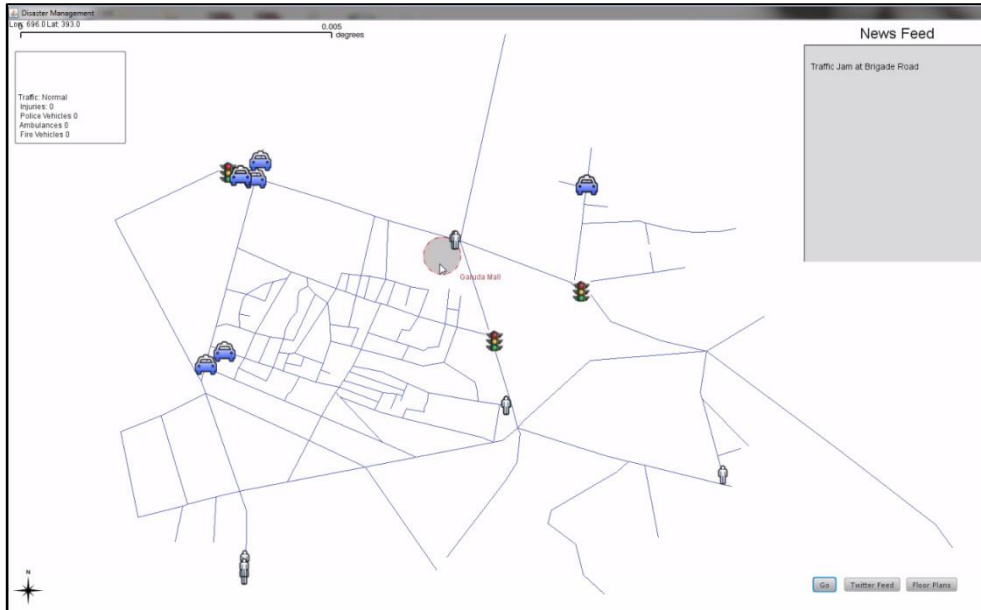 Disaster Management
Lon: 696.0 Lat: 393.0
0
0.005
degrees
News Feed
Traffic Jam at Brigade Road
Traffic: Normal
Injuries: 0
Police Vehicles 0
Ambulances 0
Fire Vehicles 0
Garuda Mall
N
Go
Twitter Feed
Floor Plans